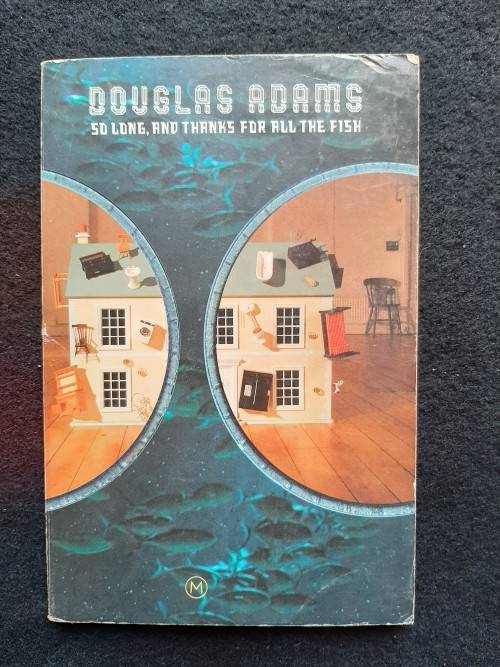 DOUGLAS ADAMS
SO LONG, AND THANKS FOR ALL THE FISH
M